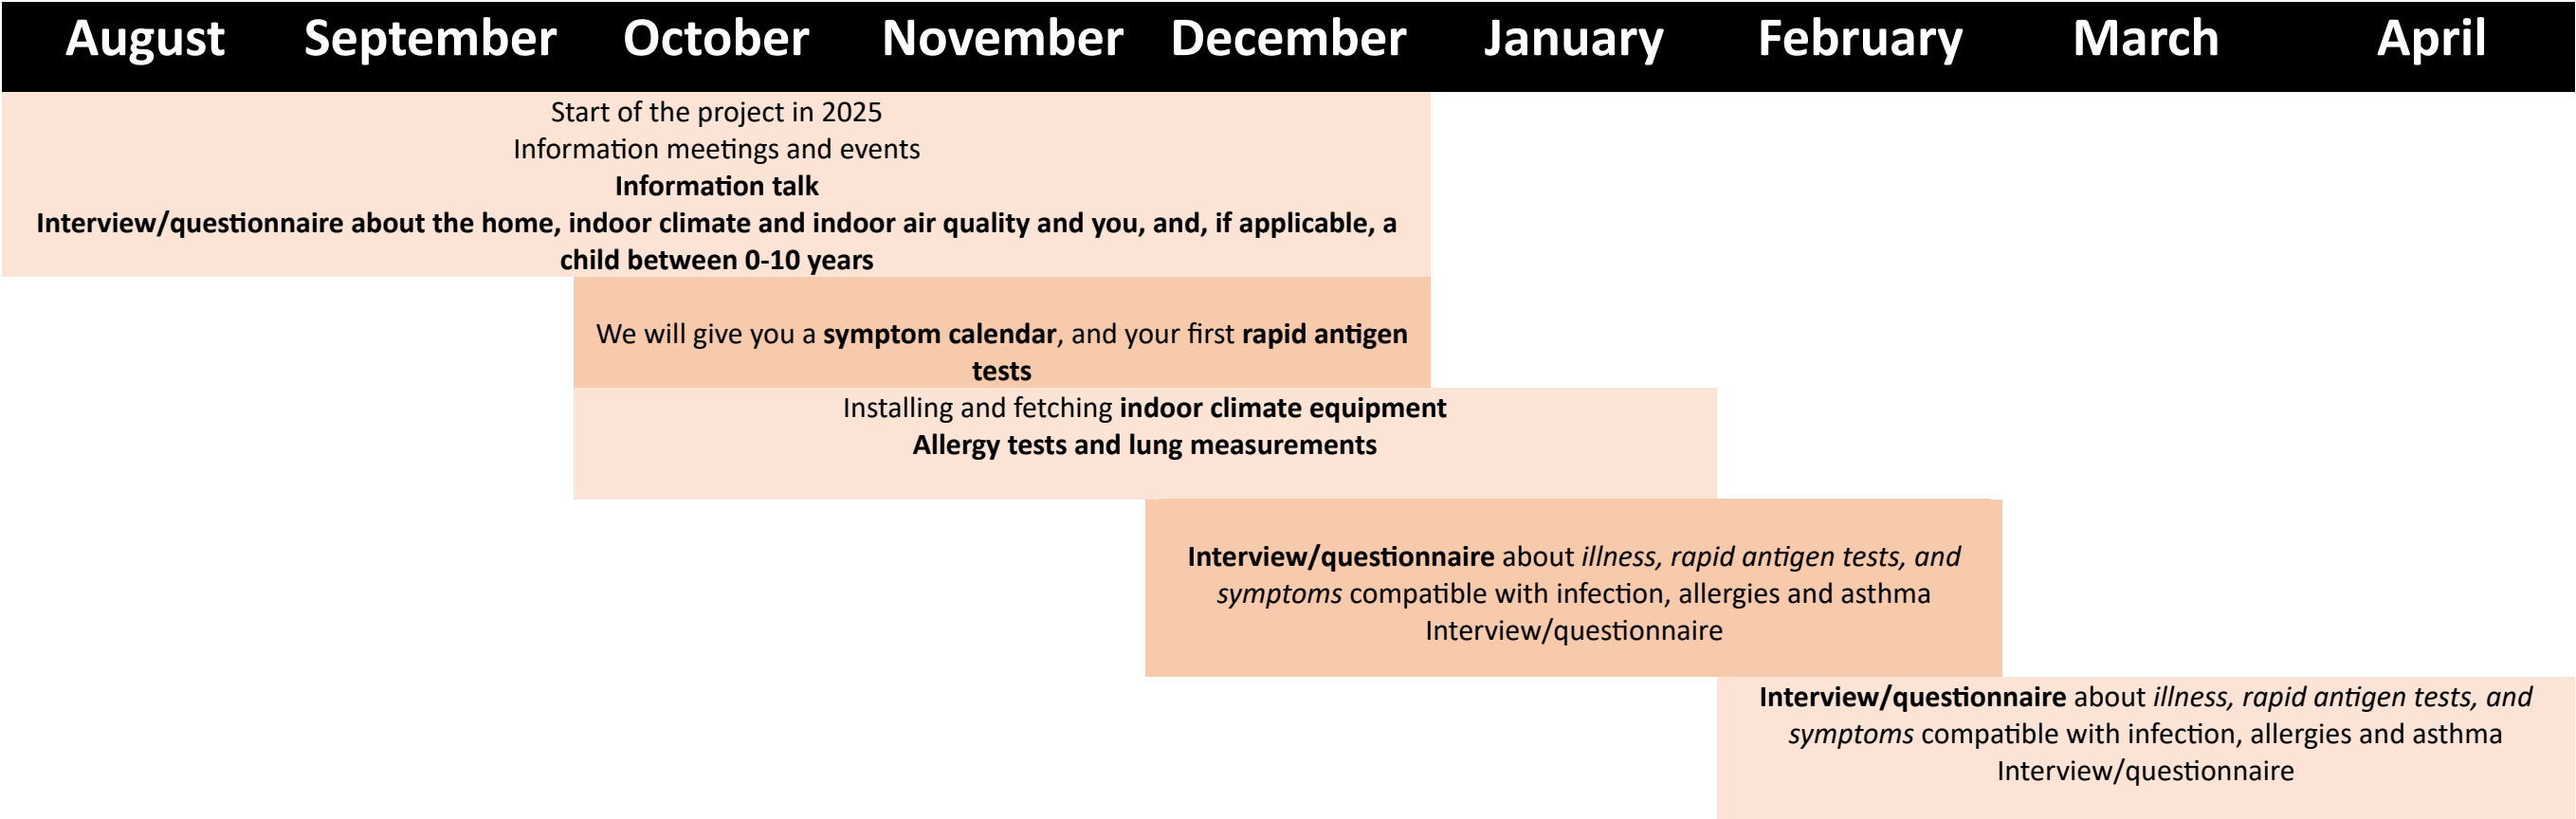 August September October November December January February March April
Start of the project in 2025
Information meetings and events
Information talk
Interview/questionnaire about the home, indoor climate and indoor air quality and you, and, if applicable, a
child between 0-10 years
We will give you a symptom calendar, and your first rapid antigen
tests
Installing and fetching indoor climate equipment
Allergy tests and lung measurements
Interview/questionnaire about illness, rapid antigen tests, and
symptoms compatible with infection, allergies and asthma
Interview/questionnaire
Interview/questionnaire about illness, rapid antigen tests, and
symptoms compatible with infection, allergies and asthma
Interview/questionnaire